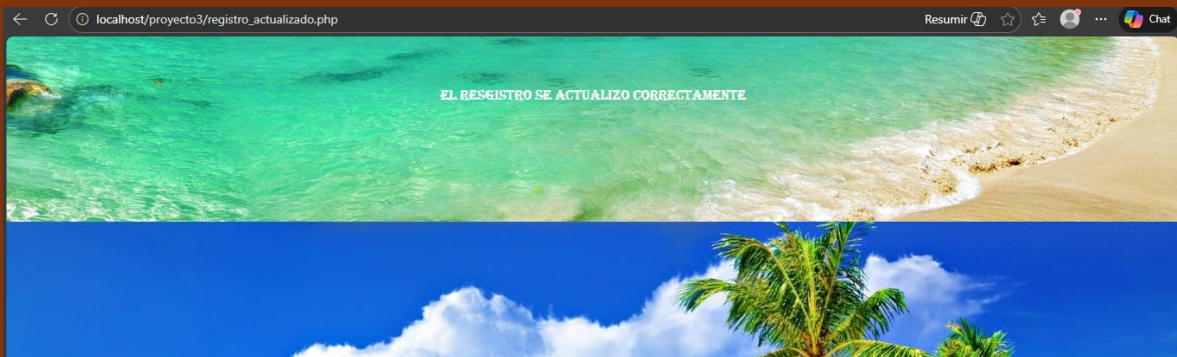 localhost/proyecto3/registro_actualizado.php
Resumir
Chat
EL RESGISTRO SE ACTUALIZO CORRECTAMENTE